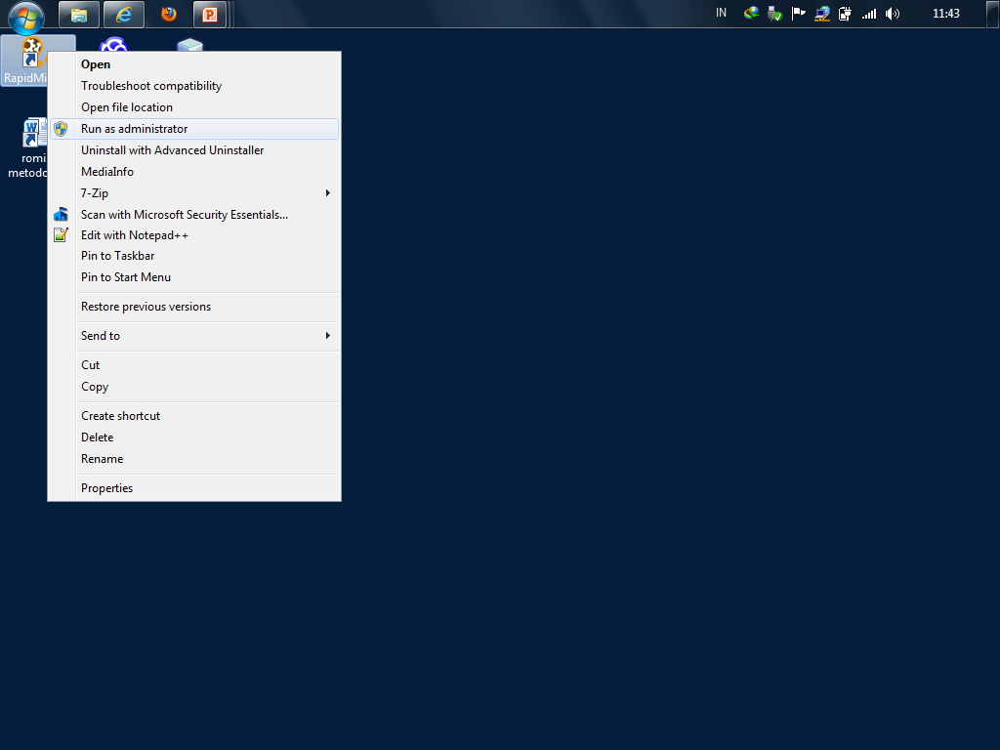 IN
11:43
RapidMi
romi
metodo
Open
Troubleshoot compatibility
Open file location
Run as administrator
Uninstall with Advanced Uninstaller
MediaInfo
7-Zip
Scan with Microsoft Security Essentials...
Edit with Notepad++
Pin to Taskbar
Pin to Start Menu
Restore previous versions
Send to
Cut
Copy
Create shortcut
Delete
Rename
Properties